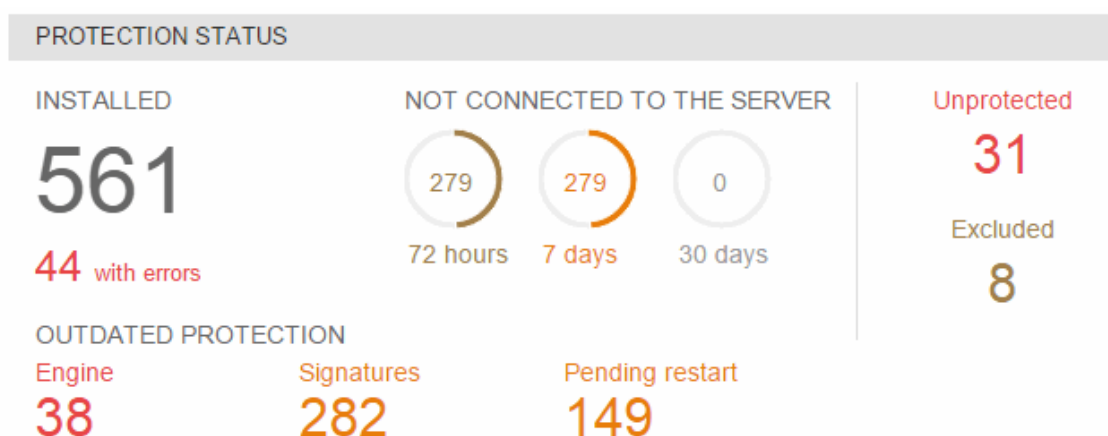 PROTECTION STATUS
INSTALLED
561
44 with errors
NOT CONNECTED TO THE SERVER
279
72 hours
279
7 days
0
30 days
Unprotected
31
Excluded
8
OUTDATED PROTECTION
Engine
38
Signatures
282
Pending restart
149